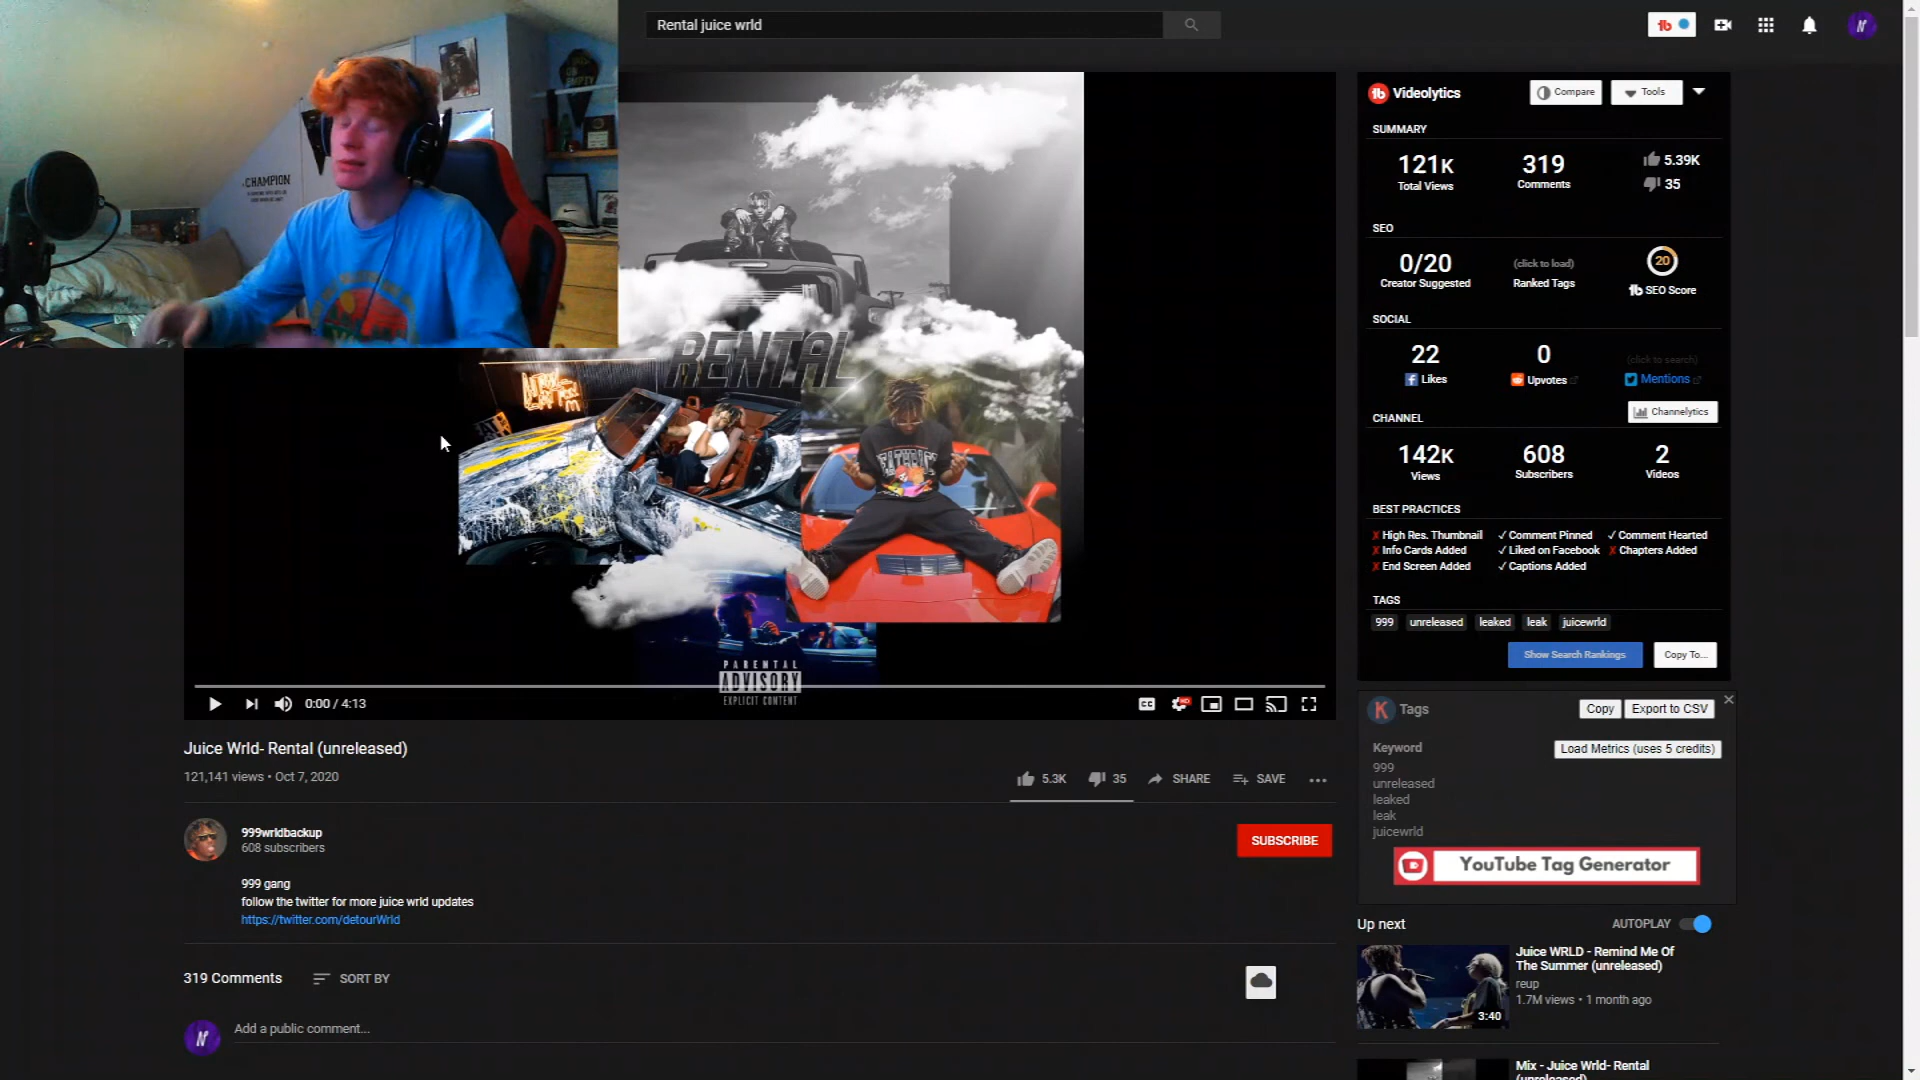 Rental juice wrld
CHAMPION
RENTAL
PARENTAL
ADVISORY
EXPLICIT CONTENT
0:00 / 4:13
Juice Wrld- Rental (unreleased)
121,141 views • Oct 7, 2020
5.3K 35 SHARE SAVE
999wrldbackup
608 subscribers
SUBSCRIBE
999 gang
follow the twitter for more juice wrld updates
https://twitter.com/detourWrld
319 Comments SORT BY
Add a public comment...
Videolytics Compare Tools
SUMMARY
121K 319 5.39K
Total Views Comments 35
SEO
0/20 (click to load) 20
Creator Suggested Ranked Tags SEO Score
SOCIAL
22 0 (click to search)
Likes Upvotes Mentions
CHANNEL Channelytics
142K 608 2
Views Subscribers Videos
BEST PRACTICES
✗ High Res. Thumbnail ✓ Comment Pinned ✓ Comment Hearted
✗ Info Cards Added ✓ Liked on Facebook ✗ Chapters Added
✗ End Screen Added ✓ Captions Added
TAGS
999 unreleased leaked leak juicewrld
Show Search Rankings Copy To...
K Tags Copy Export to CSV
Keyword Load Metrics (uses 5 credits)
999
unreleased
leaked
leak
juicewrld
YouTube Tag Generator
Up next AUTOPLAY
Juice WRLD - Remind Me Of
The Summer (unreleased)
reup
1.7M views • 1 month ago
3:40
Mix - Juice Wrld- Rental
(unreleased)